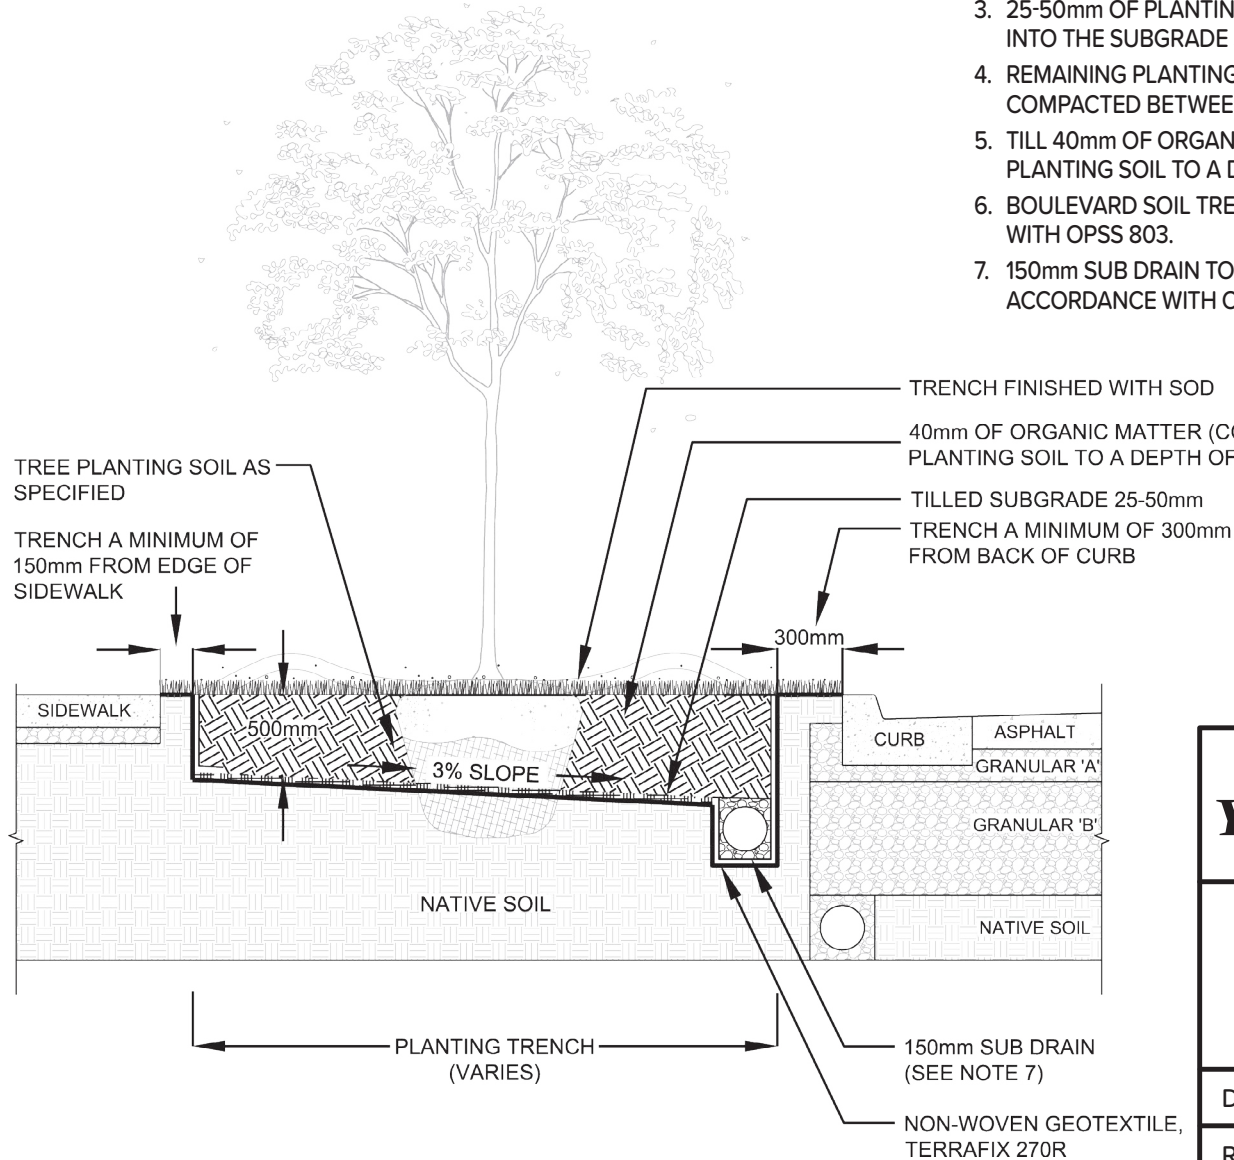 3. 25-50mm OF PLANTIN
INTO THE SUBGRADE
4. REMAINING PLANTING
COMPACTED BETWEE
5. TILL 40mm OF ORGAN
PLANTING SOIL TO A D
6. BOULEVARD SOIL TRE
WITH OPSS 803.
7. 150mm SUB DRAIN TO
ACCORDANCE WITH O
TRENCH FINISHED WITH SOD
40mm OF ORGANIC MATTER (CO
PLANTING SOIL TO A DEPTH OF
TILLED SUBGRADE 25-50mm
TRENCH A MINIMUM OF 300mm
FROM BACK OF CURB
TREE PLANTING SOIL AS
SPECIFIED
TRENCH A MINIMUM OF
150mm FROM EDGE OF
SIDEWALK
300mm
SIDEWALK
500mm
3% SLOPE
CURB
ASPHALT
GRANULAR 'A'
GRANULAR 'B'
NATIVE SOIL
NATIVE SOIL
PLANTING TRENCH
(VARIES)
150mm SUB DRAIN
(SEE NOTE 7)
NON-WOVEN GEOTEXTILE,
TERRAFIX 270R
D
R